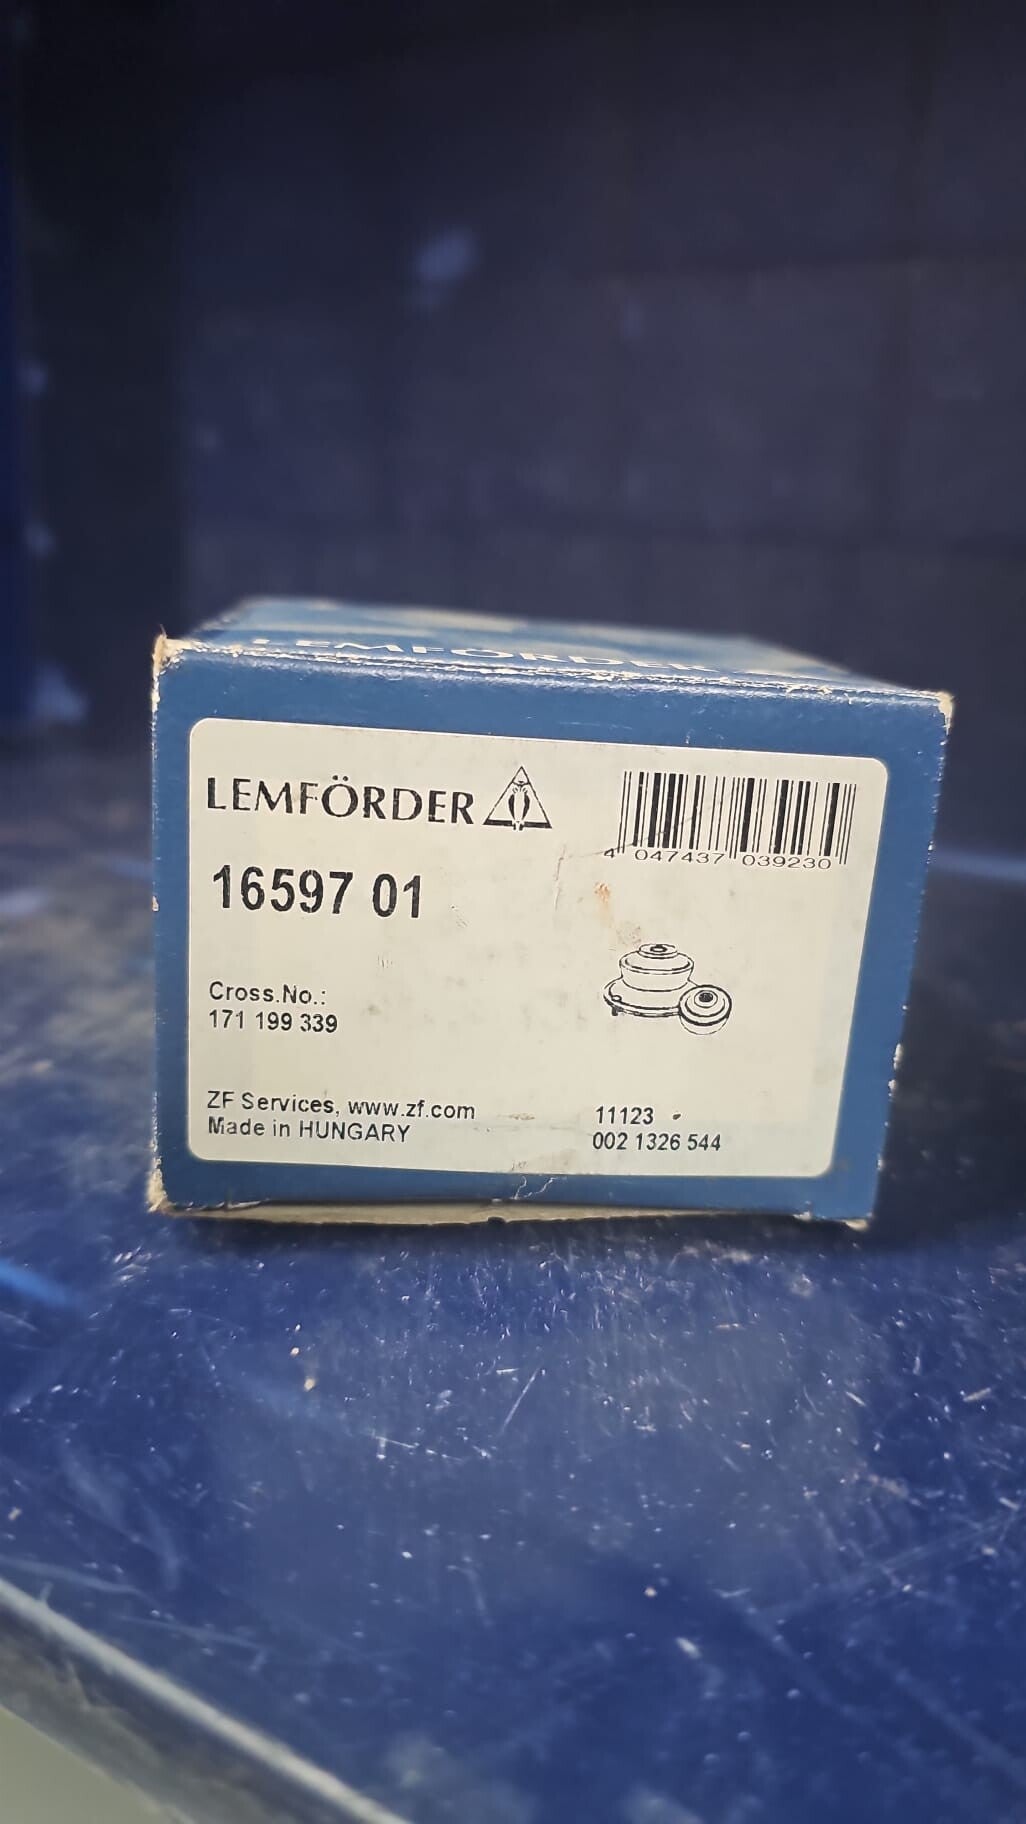 LEMFÖRDER
LEMFÖRDER
4 047437 039230
16597 01
Cross.No.:
171 199 339
ZF Services, www.zf.com
Made in HUNGARY
11123
002 1326 544